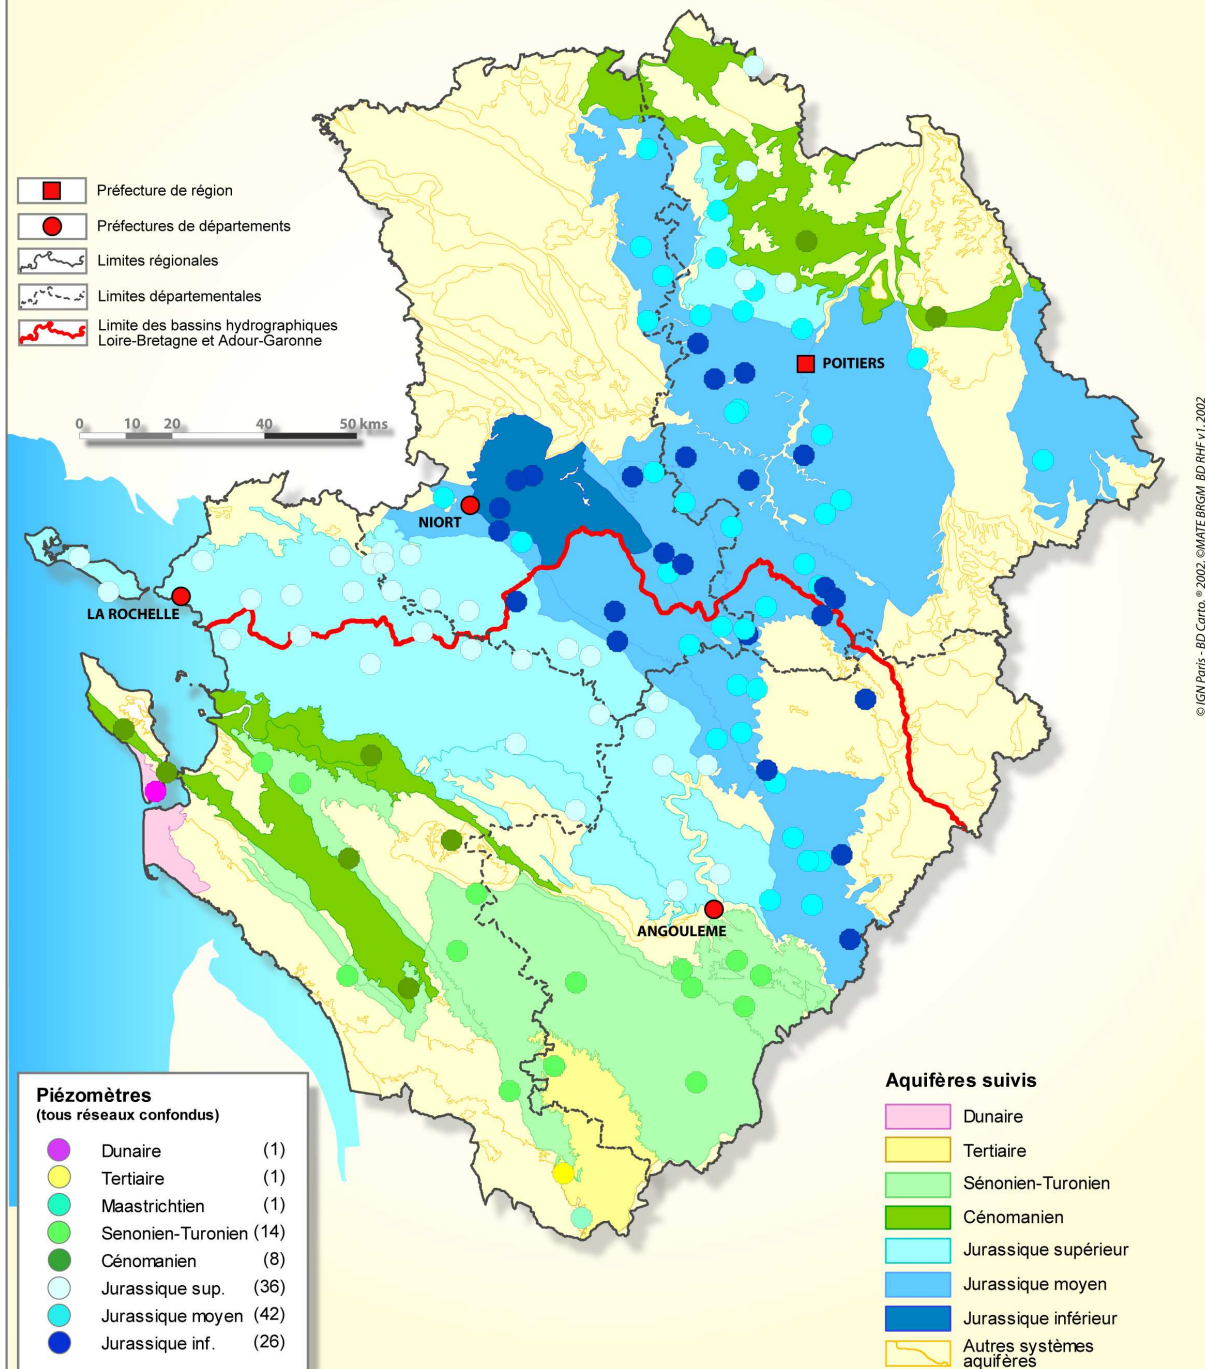 Préfecture de région
Préfectures de départements
Limites régionales
Limites départementales
Limite des bassins hydrographiques
Loire-Bretagne et Adour-Garonne
0 10 20 40 50 kms
POITIERS
NIORT
LA ROCHELLE
ANGOULEME
© IGN Paris - BD Carto. ® 2002. ©MATE BRGM BD RHF v1.2002
Piézomètres
(tous réseaux confondus)
Dunaire (1)
Tertiaire (1)
Maastrichtien (1)
Senonien-Turonien (14)
Cénomanien (8)
Jurassique sup. (36)
Jurassique moyen (42)
Jurassique inf. (26)
Aquifères suivis
Dunaire
Tertiaire
Sénonien-Turonien
Cénomanien
Jurassique supérieur
Jurassique moyen
Jurassique inférieur
Autres systèmes
aquifères